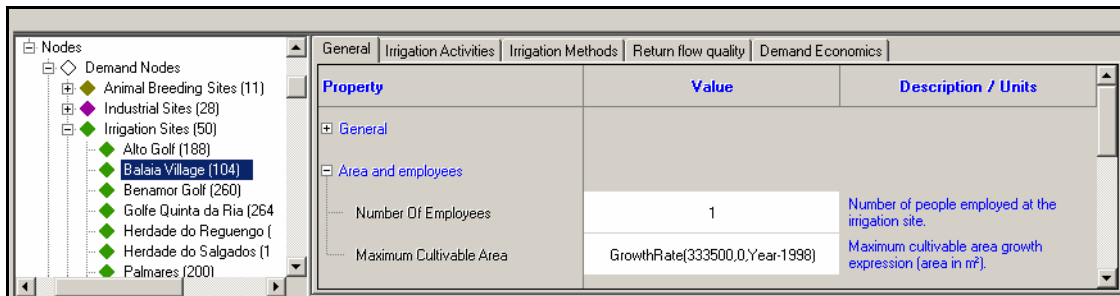 Nodes
Demand Nodes
Animal Breeding Sites (11)
Industrial Sites (28)
Irrigation Sites (50)
Alto Golf (188)
Balaia Village (104)
Benamor Golf (260)
Golfe Quinta da Ria (264
Herdade do Reguengo (
Herdade do Salgados (1
Palmares (200)
General Irrigation Activities Irrigation Methods Return flow quality Demand Economics
Property Value Description / Units
General
Area and employees
Number Of Employees 1 Number of people employed at the
irrigation site.
Maximum Cultivable Area GrowthRate(333500,0,Year-1998) Maximum cultivable area growth
expression (area in m²).